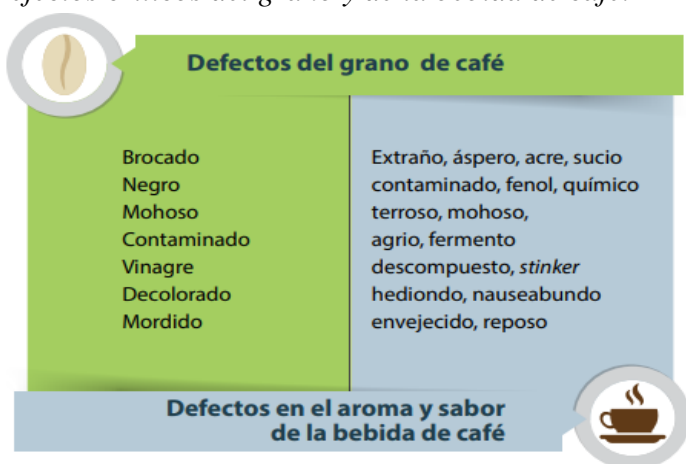 Defectos del grano de café
Brocado
Negro
Mohoso
Contaminado
Vinagre
Decolorado
Mordido
Extraño, áspero, acre, sucio
contaminado, fenol, químico
terroso, mohoso,
agrio, fermento
descompuesto, stinker
hediondo, nauseabundo
envejecido, reposo
Defectos en el aroma y sabor
de la bebida de café